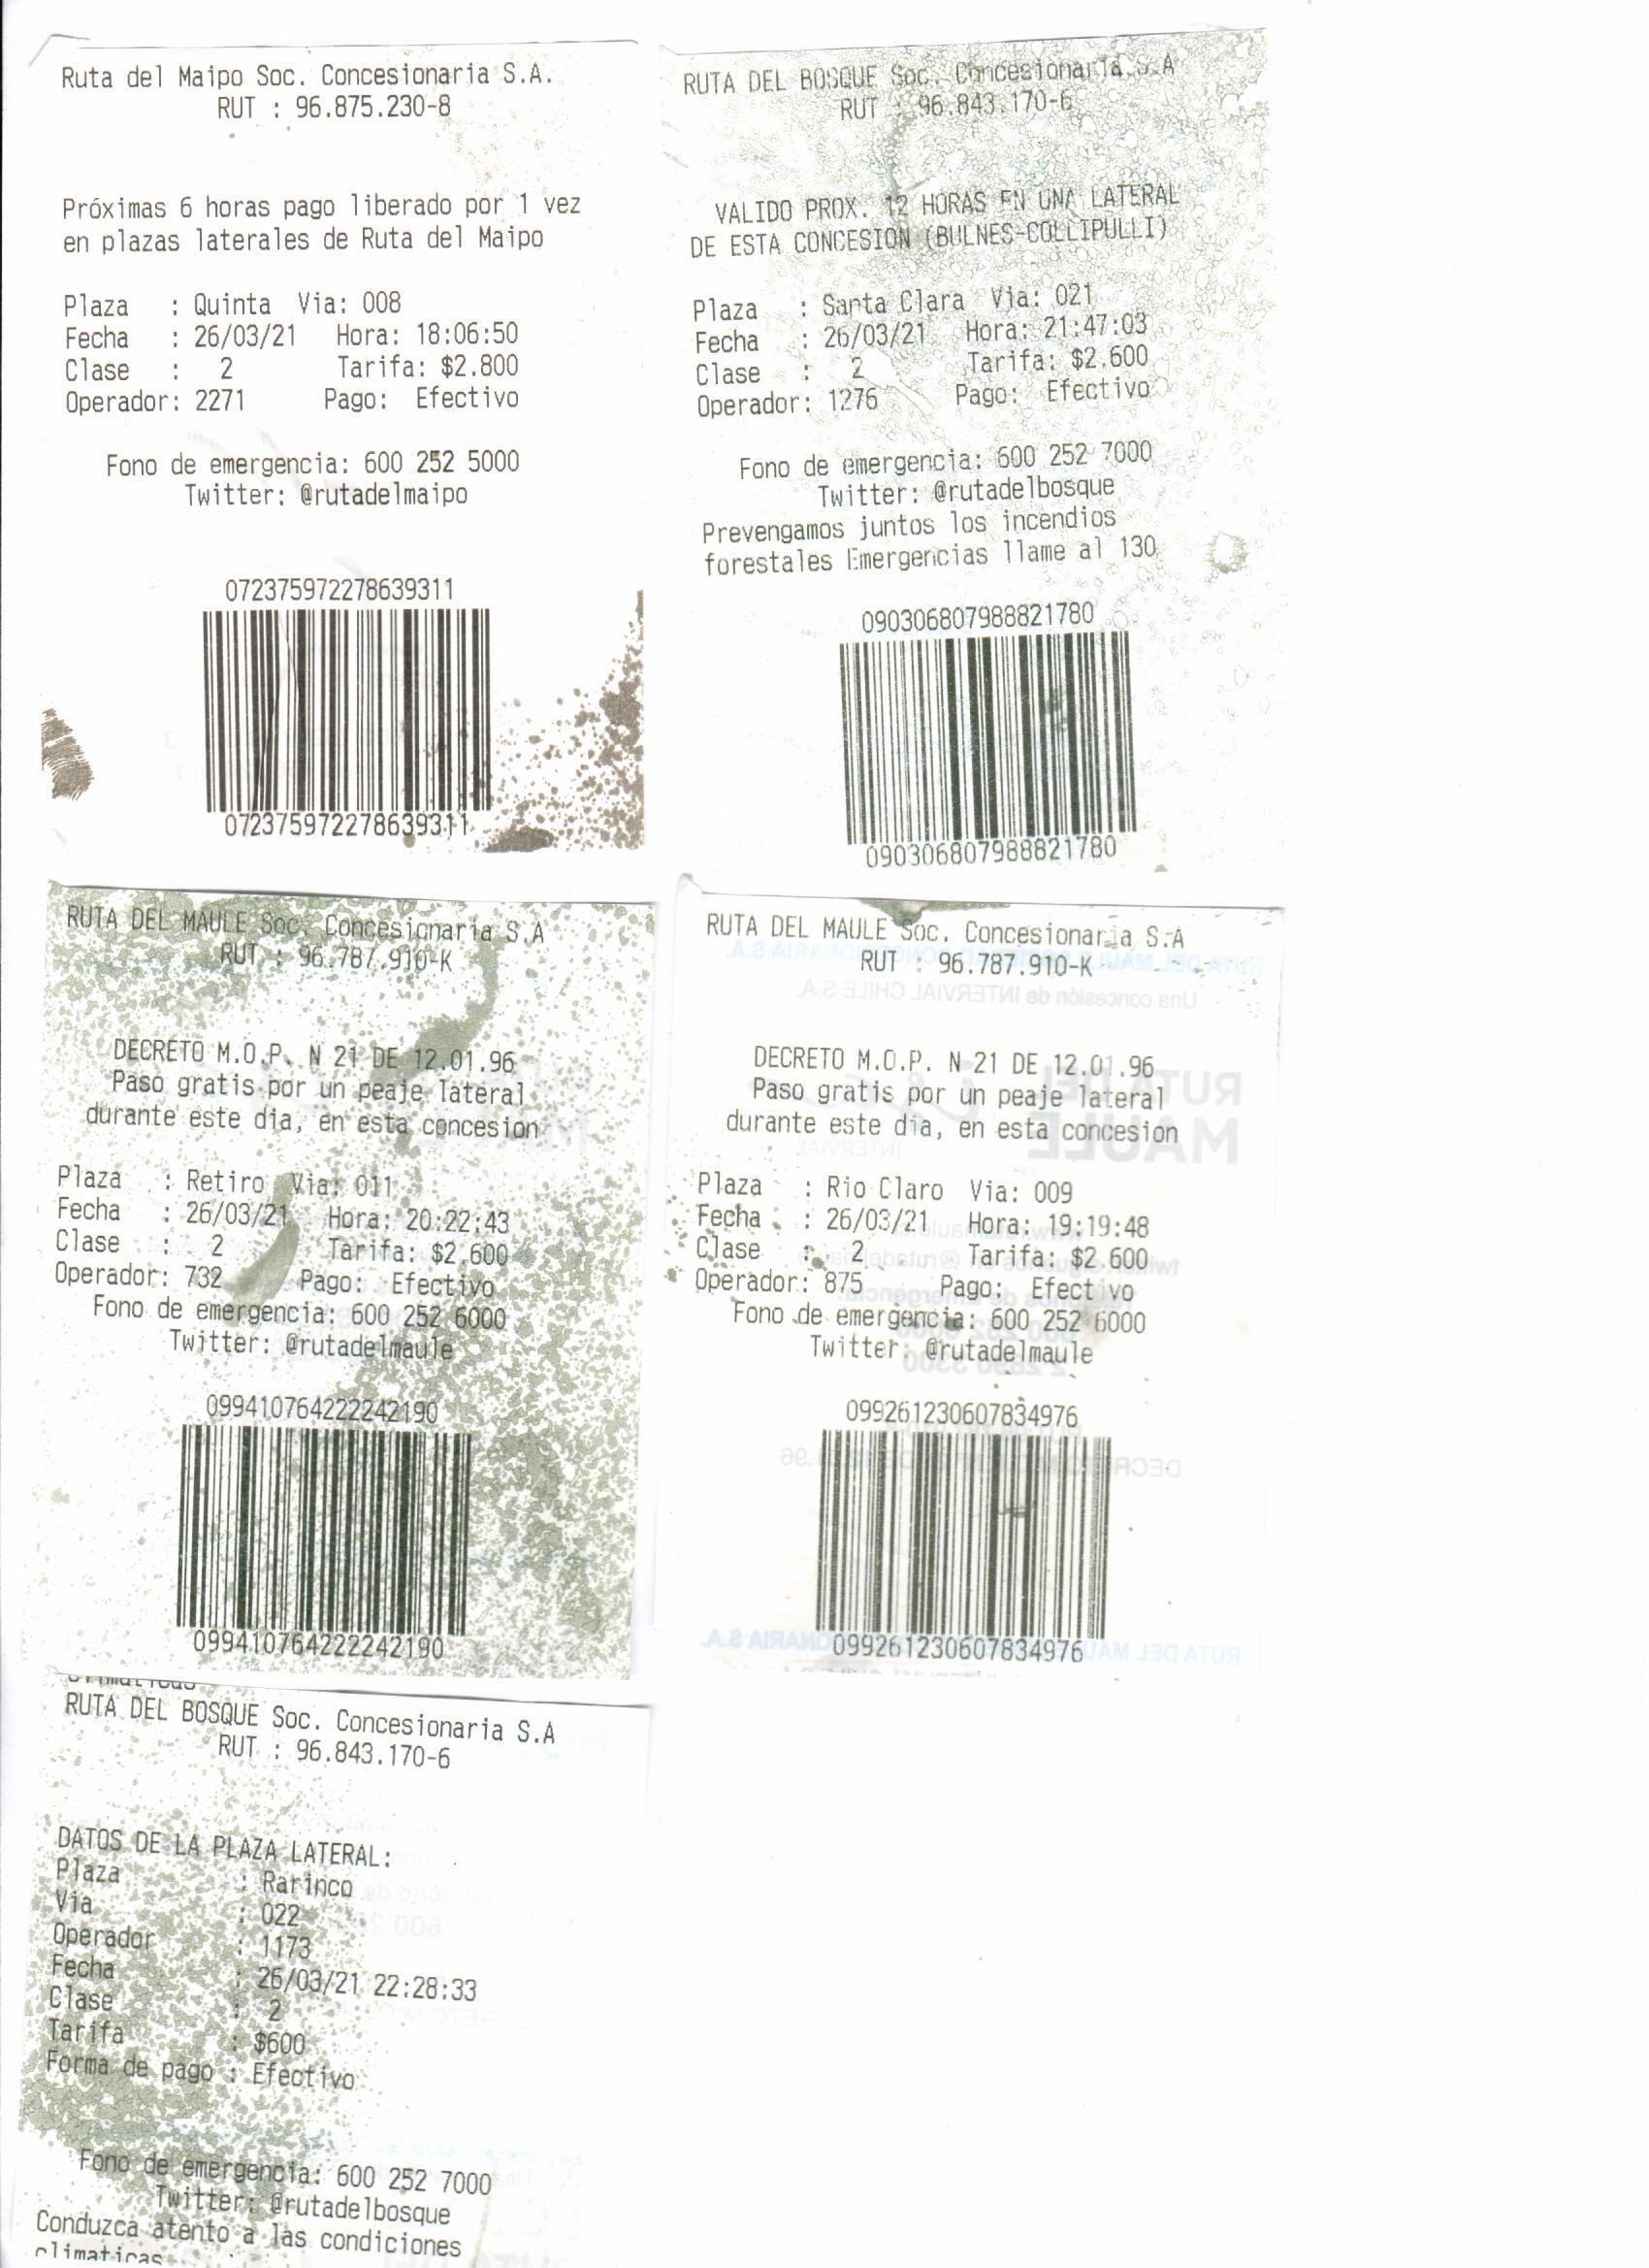 Ruta del Maipo Soc. Concesionaria S.A.
RUT : 96.875.230-8
Próximas 6 horas pago liberado por 1 vez
en plazas laterales de Ruta del Maipo
Plaza : Quinta Via: 008
Fecha : 26/03/21 Hora: 18:06:50
Clase : 2 Tarifa: $2.800
Operador: 2271 Pago: Efectivo
Fono de emergencia: 600 252 5000
Twitter: @rutadelmaipo
072375972278639311
072375972278639311
RUTA DEL BOSQUE Soc. Concesionaria S.A
RUT : 96.843.170-6
VALIDO PROX. 12 HORAS EN UNA LATERAL
DE ESTA CONCESION (BULNES-COLLIPULLI)
Plaza : Santa Clara Via: 021
Fecha : 26/03/21 Hora: 21:47:03
Clase : 2 Tarifa: $2.600
Operador: 1276 Pago: Efectivo
Fono de emergencia: 600 252 7000
Twitter: @rutadelbosque
Prevengamos juntos los incendios
forestales Emergencias llame al 130
090306807988821780
090306807988821780
RUTA DEL MAULE Soc. Concesionaria S.A
RUT : 96.787.910-K
DECRETO M.O.P. N 21 DE 12.01.96
Paso gratis por un peaje lateral
durante este dia, en esta concesion
Plaza : Retiro Via: 011
Fecha : 26/03/21 Hora: 20:22:43
Clase : 2 Tarifa: $2.600
Operador: 732 Pago: Efectivo
Fono de emergencia: 600 252 6000
Twitter: @rutadelmaule
099410764222242190
099410764222242190
RUTA DEL MAULE Soc. Concesionaria S.A
RUT : 96.787.910-K
DECRETO M.O.P. N 21 DE 12.01.96
Paso gratis por un peaje lateral
durante este dia, en esta concesion
Plaza : Rio Claro Via: 009
Fecha : 26/03/21 Hora: 19:19:48
Clase : 2 Tarifa: $2 600
Operador: 875 Pago: Efectivo
Fono de emergencia: 600 252 6000
Twitter: @rutadelmaule
099261230607834976
099261230607834976
climaticas
RUTA DEL BOSQUE Soc. Concesionaria S.A
RUT : 96.843.170-6
DATOS DE LA PLAZA LATERAL:
Plaza : Rarinco
Via : 022
Operador : 1173
Fecha : 26/03/21 22:28:33
Clase : 2
Tarifa : $600
Forma de pago : Efectivo
Fono de emergencia: 600 252 7000
Twitter: @rutadelbosque
Conduzca atento a las condiciones
climaticas